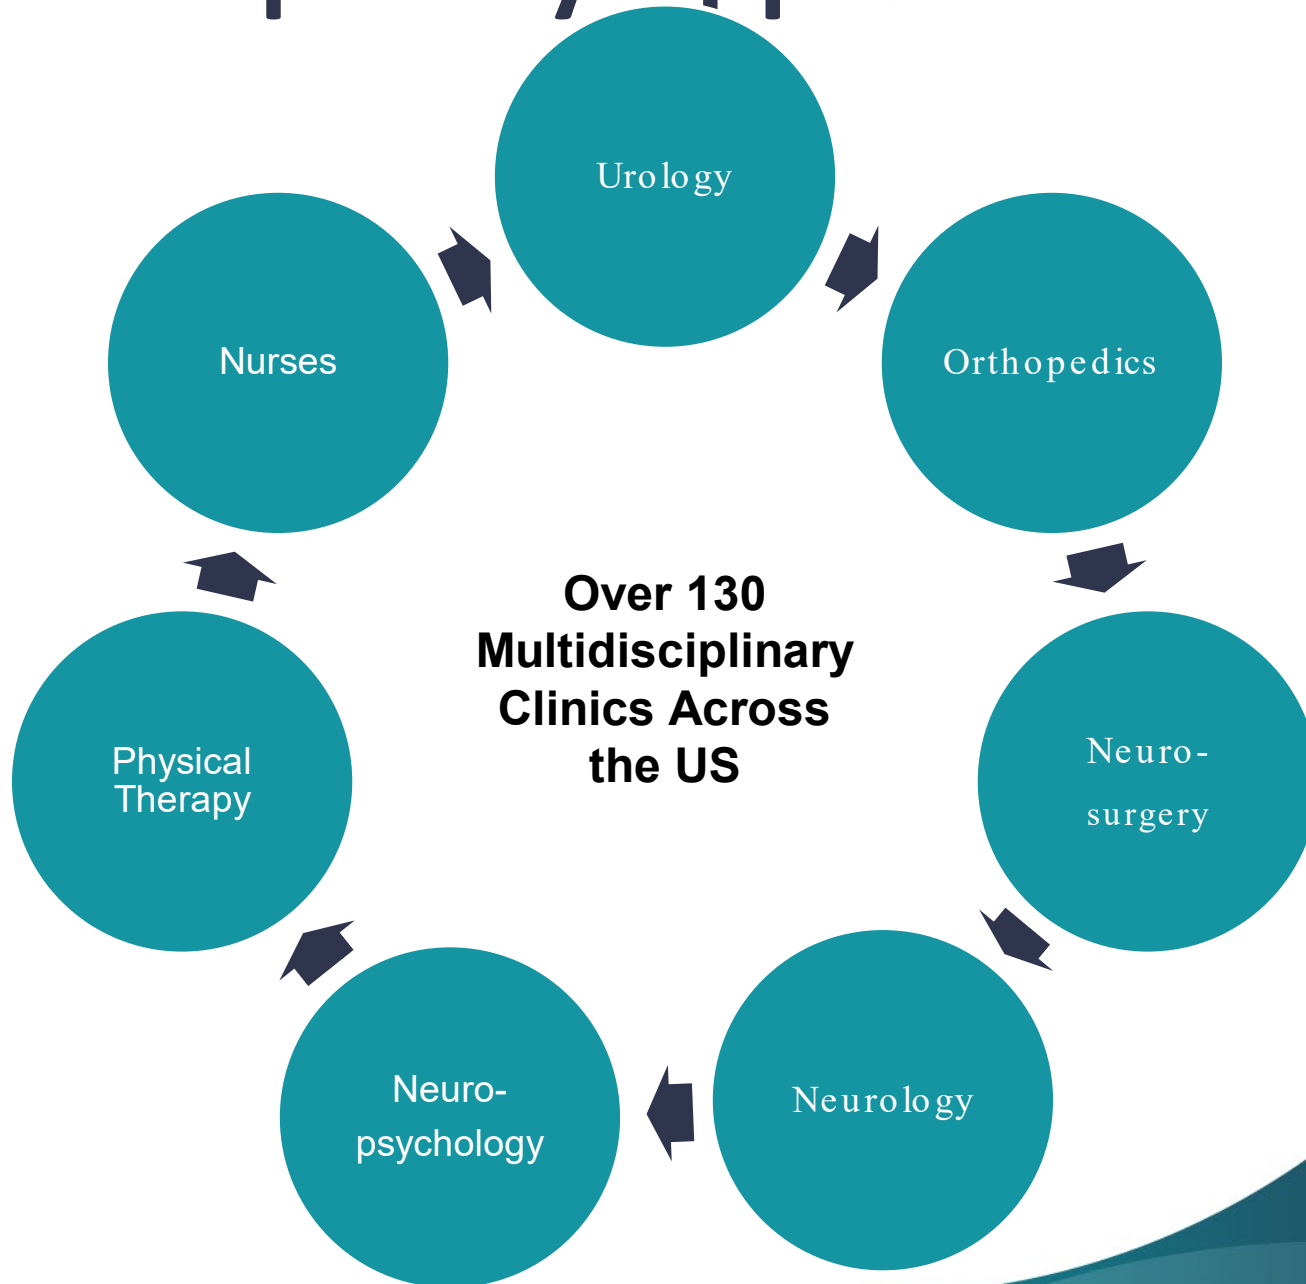 Urology
Orthopedics
Nurses
Over 130
Multidisciplinary
Clinics Across
the US
Neuro-
surgery
Physical
Therapy
Neurology
Neuro-
psychology